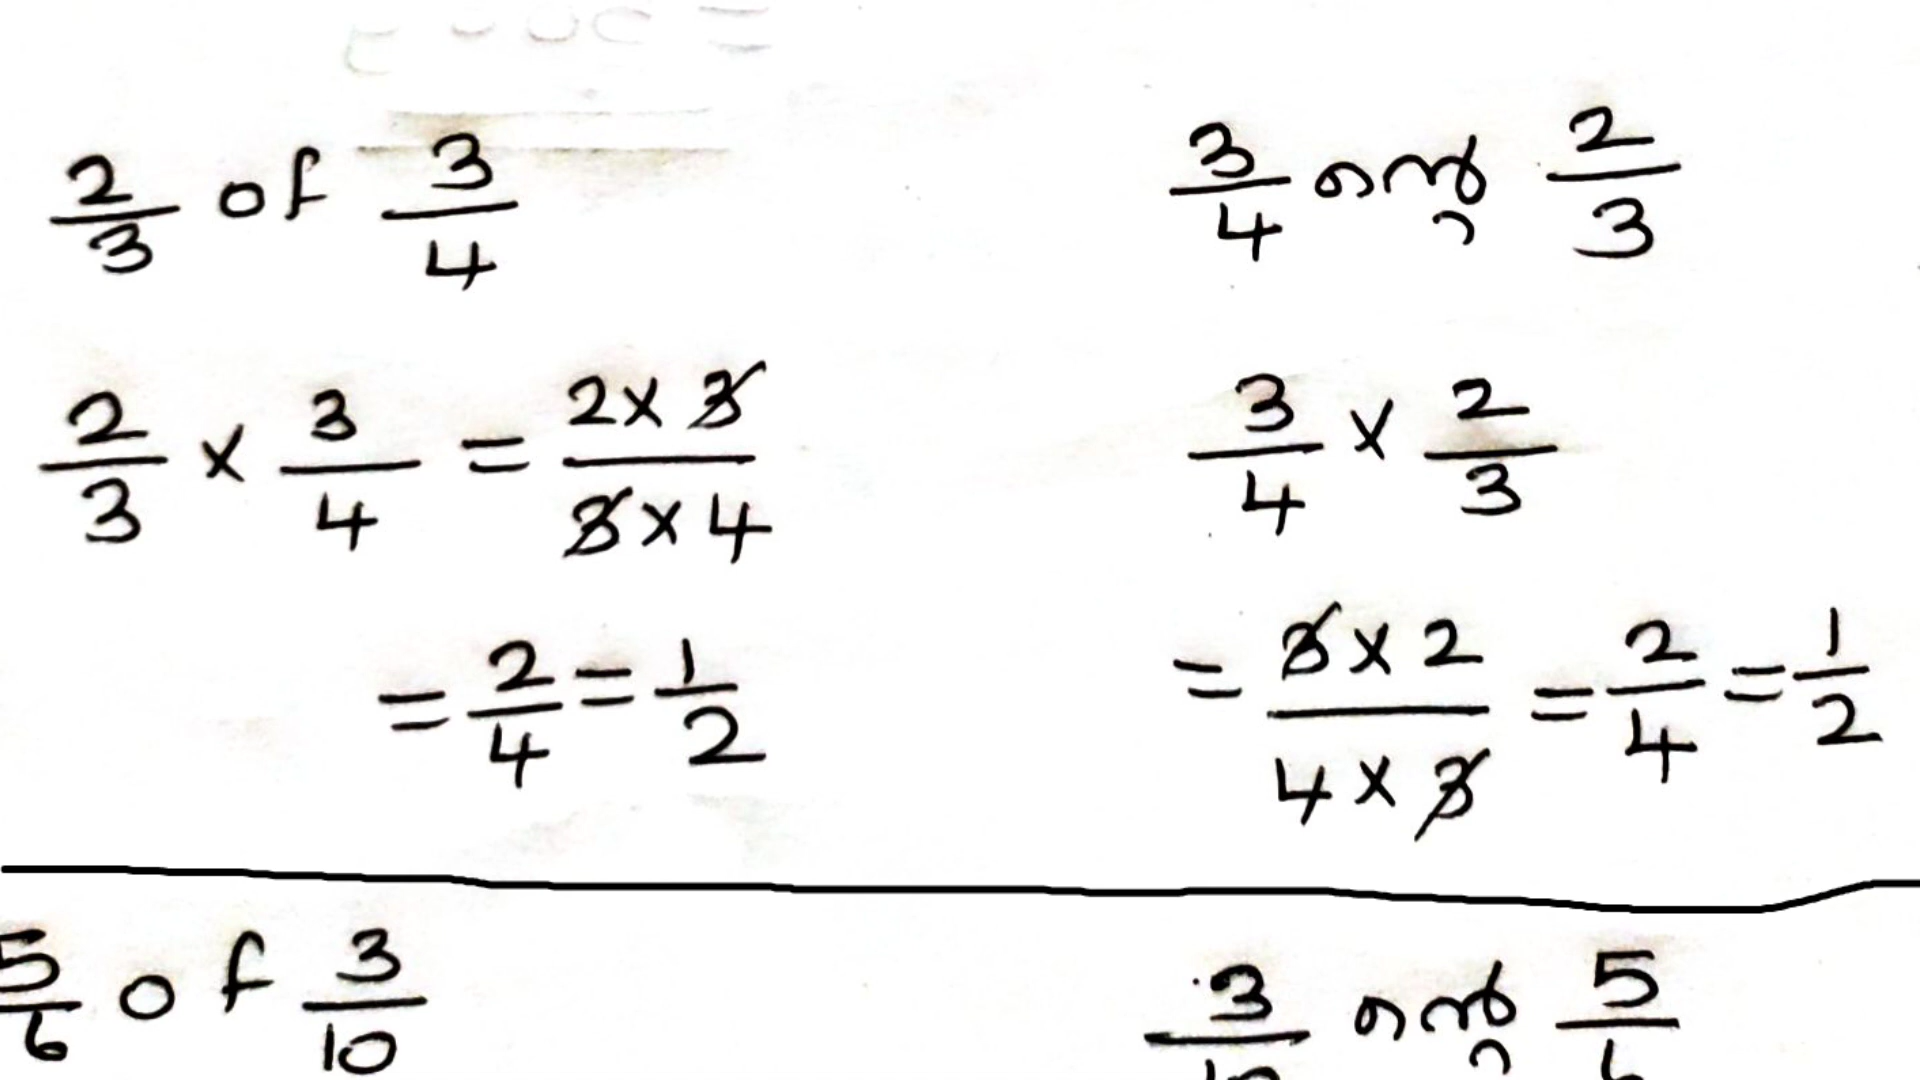 2/3 of 3/4
2/3 × 3/4 = 2×3/3×4
= 2/4 = 1/2
3/4 ന്റെ 2/3
3/4 × 2/3
= 3×2/4×3 = 2/4 = 1/2
5/6 of 3/10
3/10 ന്റെ 5/6